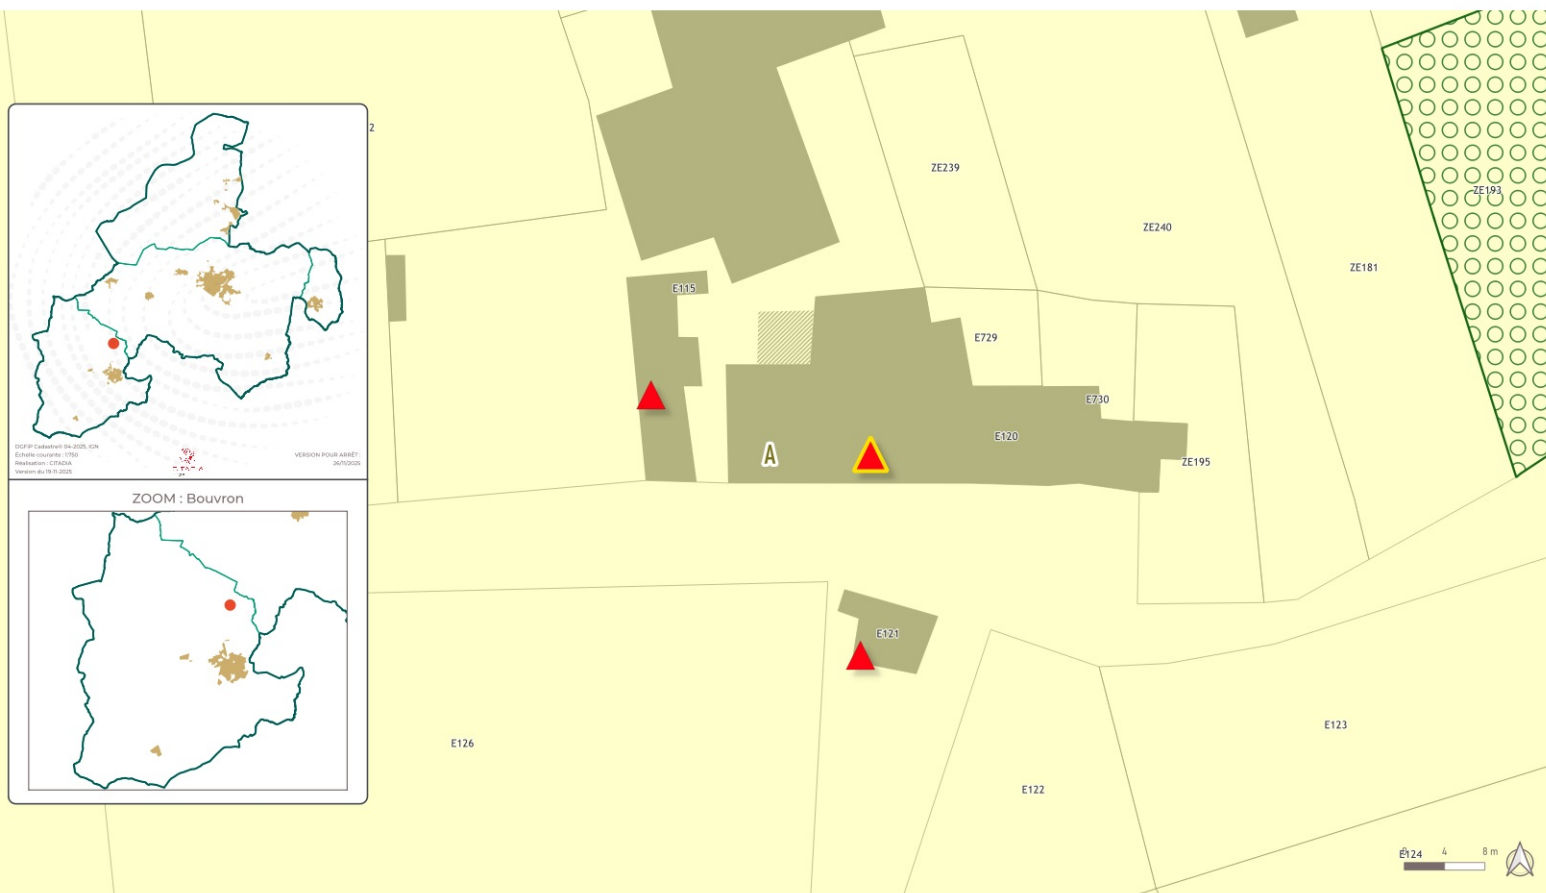 2
ZE239
ZE240
ZE193
ZE181
E115
E729
E730
E120
A
ZE195
E121
E126
E123
E122
E124
4
8 m
DGFIP Cadastre® 04-2025, IGN
Échelle courante : 1:750
Réalisation : CITADIA
Version du 19-11-2025
VERSION POUR ARRÊT :
26/11/2025
ZOOM : Bouvron